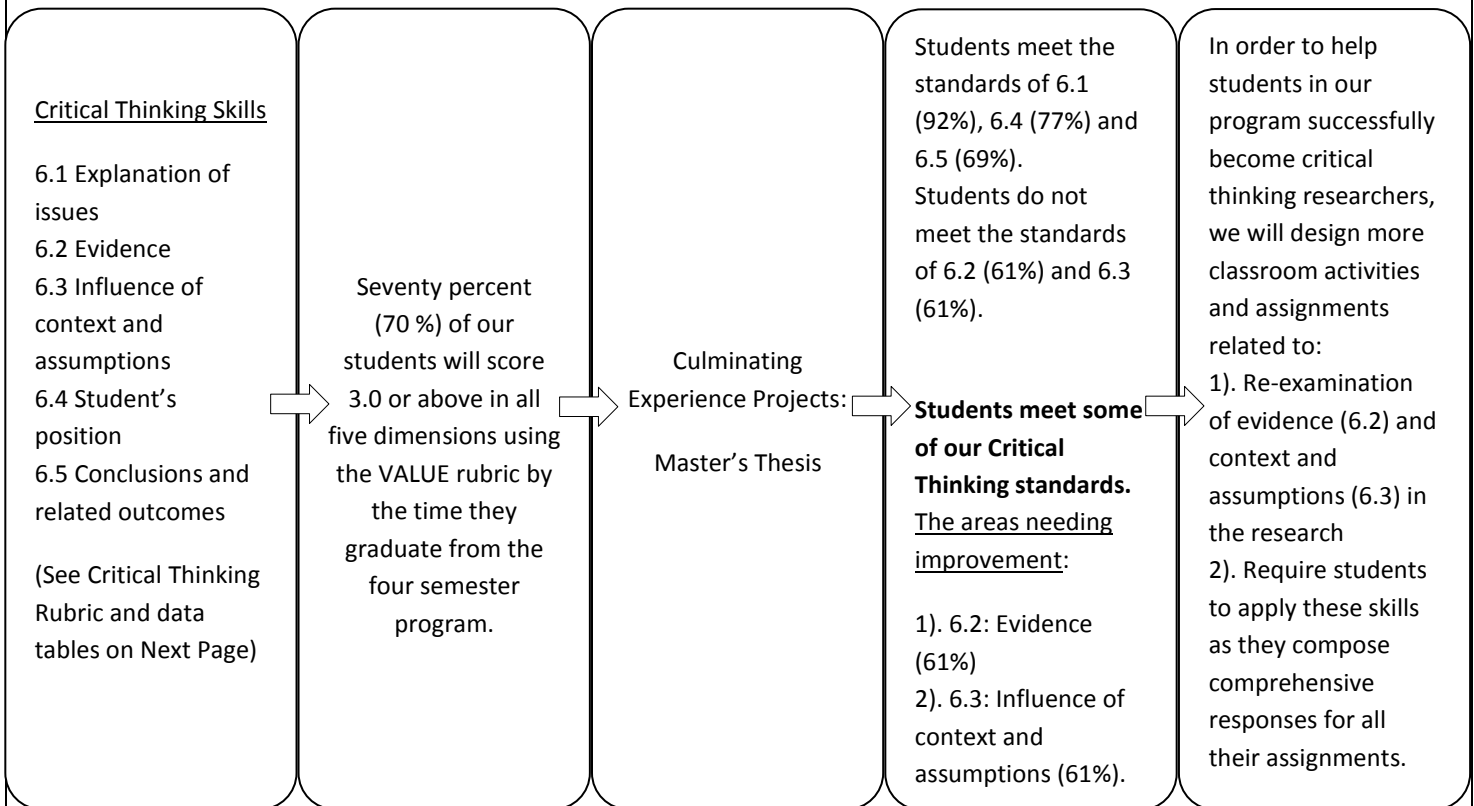 Critical Thinking Skills
6.1 Explanation of
issues
6.2 Evidence
6.3 Influence of
context and
assumptions
6.4 Student’s
position
6.5 Conclusions and
related outcomes
(See Critical Thinking
Rubric and data
tables on Next Page)
Seventy percent
(70 %) of our
students will score
3.0 or above in all
five dimensions using
the VALUE rubric by
the time they
graduate from the
four semester
program.
Culminating
Experience Projects:
Master’s Thesis
Students meet the
standards of 6.1
(92%), 6.4 (77%) and
6.5 (69%).
Students do not
meet the standards
of 6.2 (61%) and 6.3
(61%).
Students meet some
of our Critical
Thinking standards.
The areas needing
improvement:
1). 6.2: Evidence
(61%)
2). 6.3: Influence of
context and
assumptions (61%).
In order to help
students in our
program successfully
become critical
thinking researchers,
we will design more
classroom activities
and assignments
related to:
1). Re-examination
of evidence (6.2) and
context and
assumptions (6.3) in
the research
2). Require students
to apply these skills
as they compose
comprehensive
responses for all
their assignments.